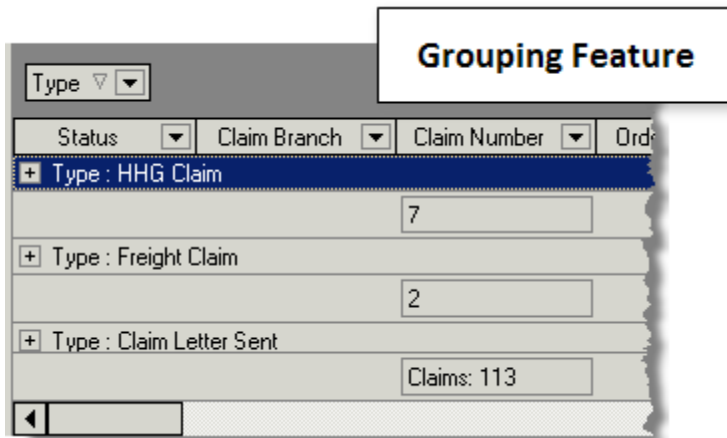 Grouping Feature
Type
Status Claim Branch Claim Number Ord
Type : HHG Claim
7
Type : Freight Claim
2
Type : Claim Letter Sent
Claims: 113